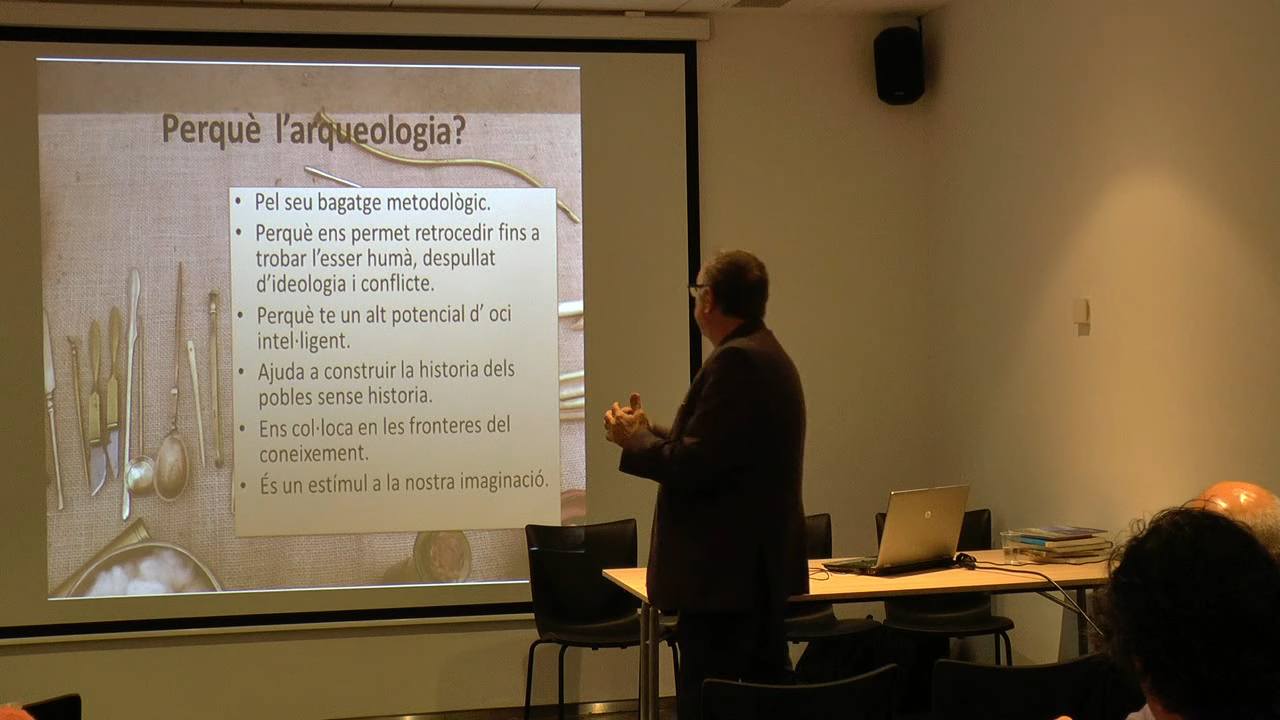 Perquè l'arqueologia?
• Pel seu bagatge metodològic.
• Perquè ens permet retrocedir fins a
trobar l'esser humà, despullat
d'ideologia i conflicte.
• Perquè te un alt potencial d' oci
intel·ligent.
• Ajuda a construir la historia dels
pobles sense historia.
• Ens col·loca en les fronteres del
coneixement.
• És un estímul a la nostra imaginació.